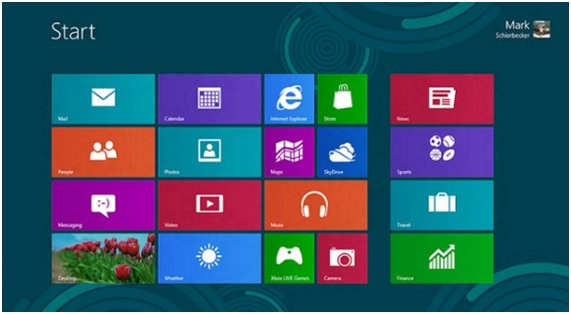 Start
Mark
Schierbecker
Mail
Calendar
Internet Explorer
Store
News
People
Photos
Maps
SkyDrive
Sports
Messaging
Video
Music
Travel
Desktop
Weather
Xbox LIVE Games
Camera
Finance